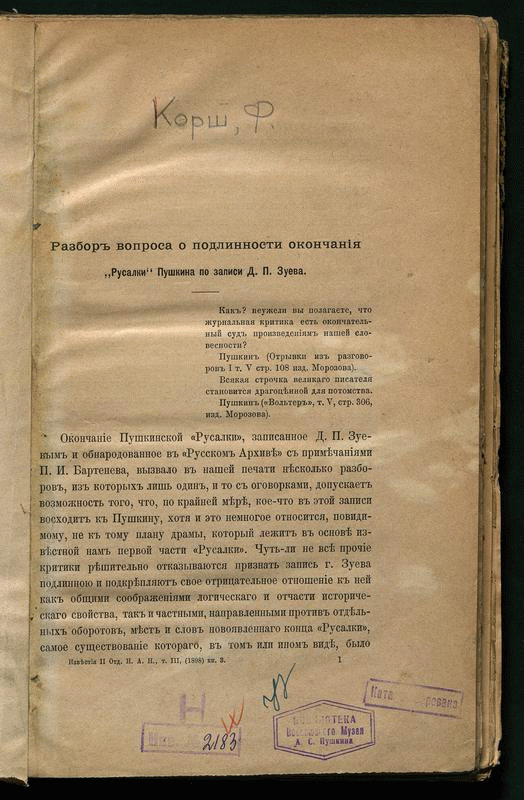 Корш, Ф.
Разборъ вопроса о подлинности окончанія
„Русалки“ Пушкина по записи Д. П. Зуева.
Какъ? неужели вы полагаете, что
журнальная критика есть окончатель-
ный судъ произведеніямъ нашей сло-
весности?
Пушкинъ (Отрывки изъ разгово-
ровъ I т. V стр. 108 изд. Морозова).
Всякая строчка великаго писателя
становится драгоцѣнной для потомства.
Пушкинъ («Вольтеръ», т. V, стр. 306,
изд. Морозова).
Окончаніе Пушкинской «Русалки», записанное Д. П. Зуе-
вымъ и обнародованное въ «Русскомъ Архивѣ» съ примѣчаніями
П. И. Бартенева, вызвало въ нашей печати нѣсколько разбо-
ровъ, изъ которыхъ лишь одинъ, и то съ оговорками, допускаетъ
возможность того, что, по крайней мѣрѣ, кое-что въ этой записи
восходитъ къ Пушкину, хотя и это немногое относится, повиди-
мому, не къ тому плану драмы, который лежитъ въ основѣ из-
вѣстной намъ первой части «Русалки». Чуть-ли не всѣ прочіе
критики рѣшительно отказываются признать запись г. Зуева
подлинною и подкрѣпляютъ свое отрицательное отношеніе къ ней
какъ общими соображеніями логическаго и отчасти историче-
скаго свойства, такъ и частными, направленными противъ отдѣль-
ныхъ оборотовъ, мѣстъ и словъ новоявленнаго конца «Русалки»,
самое существованіе котораго, въ томъ или иномъ видѣ, было
Извѣстія II Отд. И. А. Н., т. III, (1898) кн. 3. 1
Н
Инв. 2183
БИБЛИОТЕКА
Музея
А. С. Пушкина